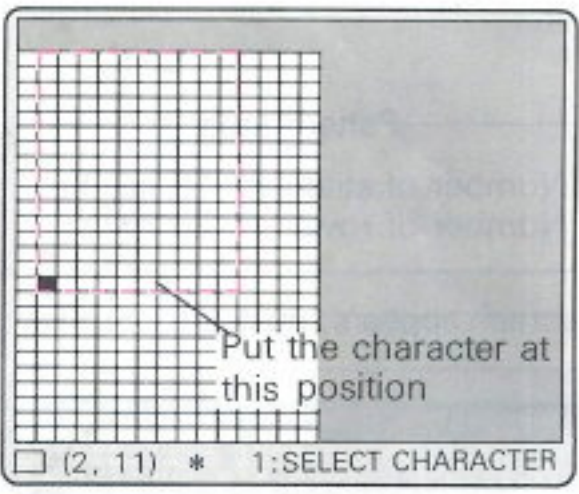 Put the character at
this position
(2, 11) * 1:SELECT CHARACTER